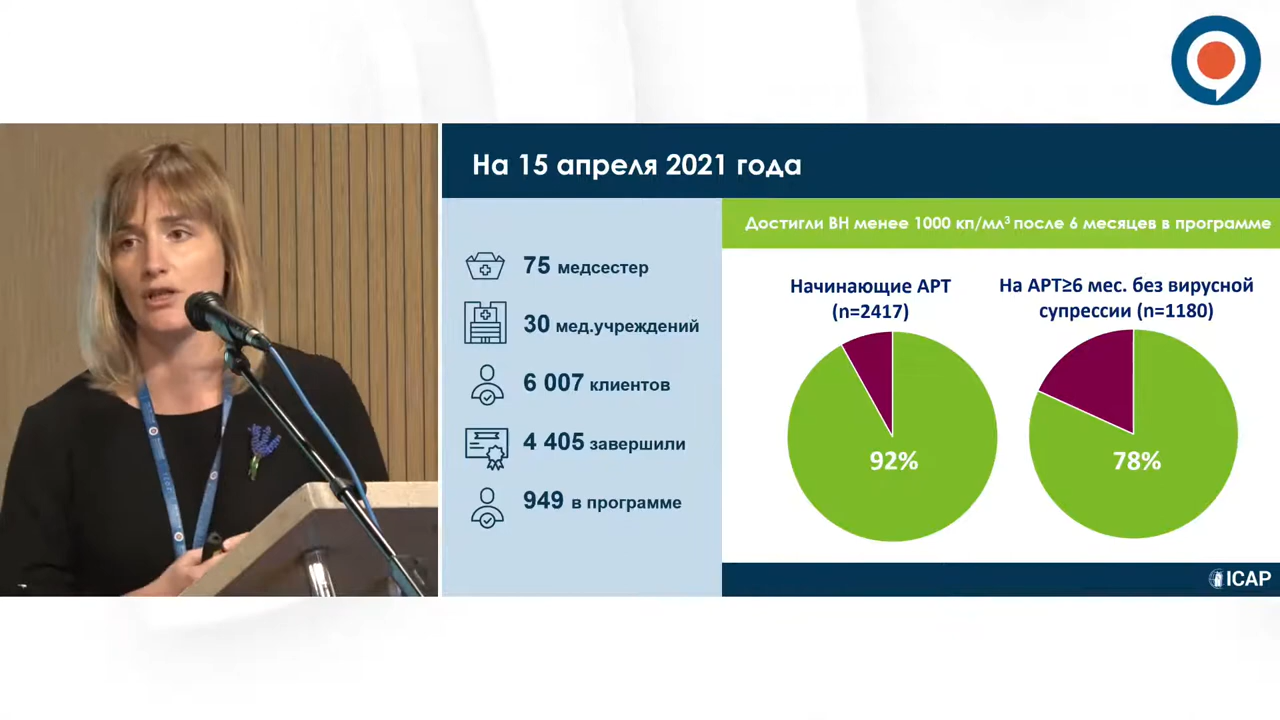 На 15 апреля 2021 года
75 медсестер
30 мед.учреждений
6 007 клиентов
4 405 завершили
949 в программе
Достигли ВН менее 1000 кп/мл³ после 6 месяцев в программе
Начинающие АРТ
(n=2417)
92%
На АРТ≥6 мес. без вирусной
супрессии (n=1180)
78%
ICAP